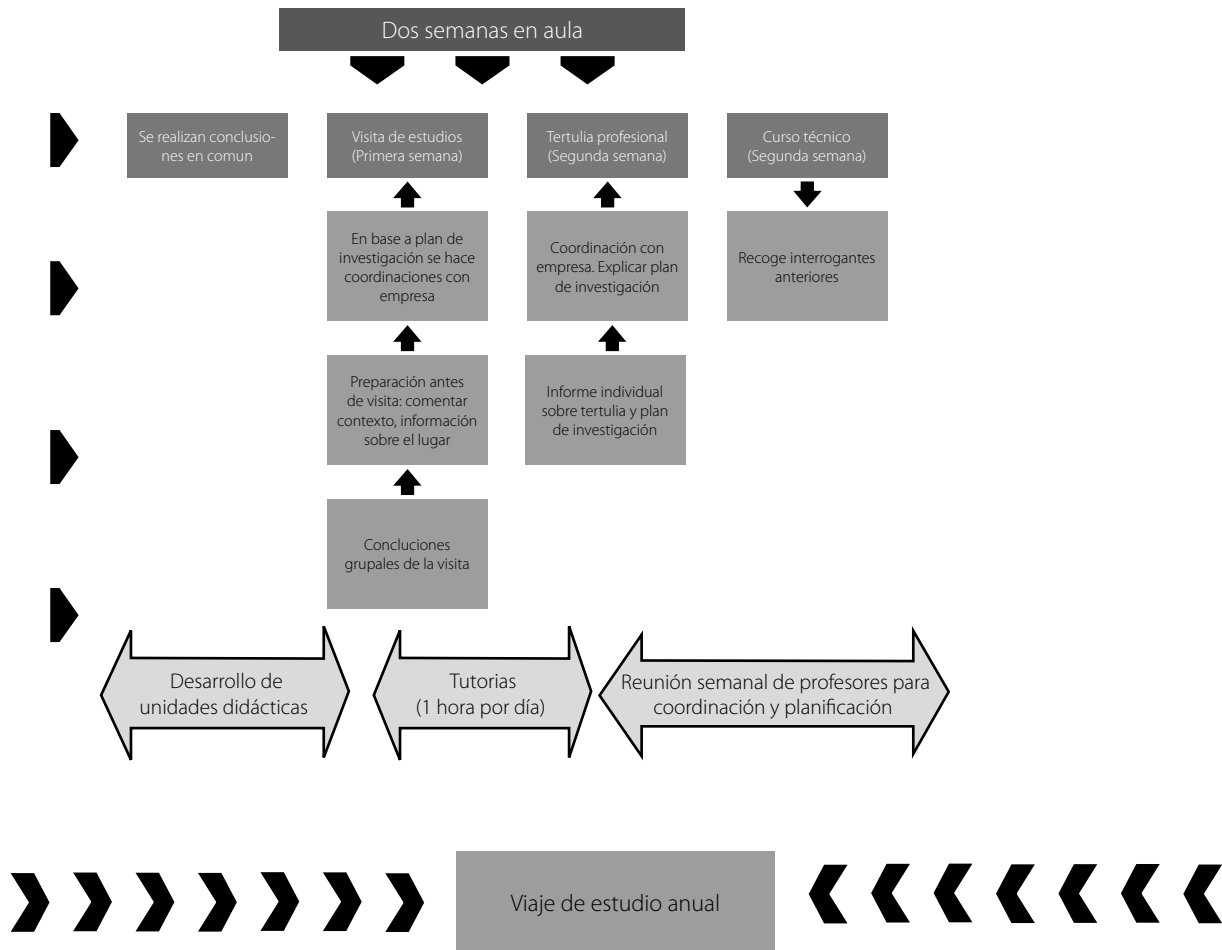 Dos semanas en aula
Se realizan conclusio-
nes en comun
Visita de estudios
(Primera semana)
Tertulia profesional
(Segunda semana)
Curso técnico
(Segunda semana)
En base a plan de
investigación se hace
coordinaciones con
empresa
Coordinación con
empresa. Explicar plan
de investigación
Recoge interrogantes
anteriores
Preparación antes
de visita: comentar
contexto, información
sobre el lugar
Informe individual
sobre tertulia y plan
de investigación
Concluciones
grupales de la visita
Desarrollo de
unidades didácticas
Tutorias
(1 hora por día)
Reunión semanal de profesores para
coordinación y planificación
Viaje de estudio anual